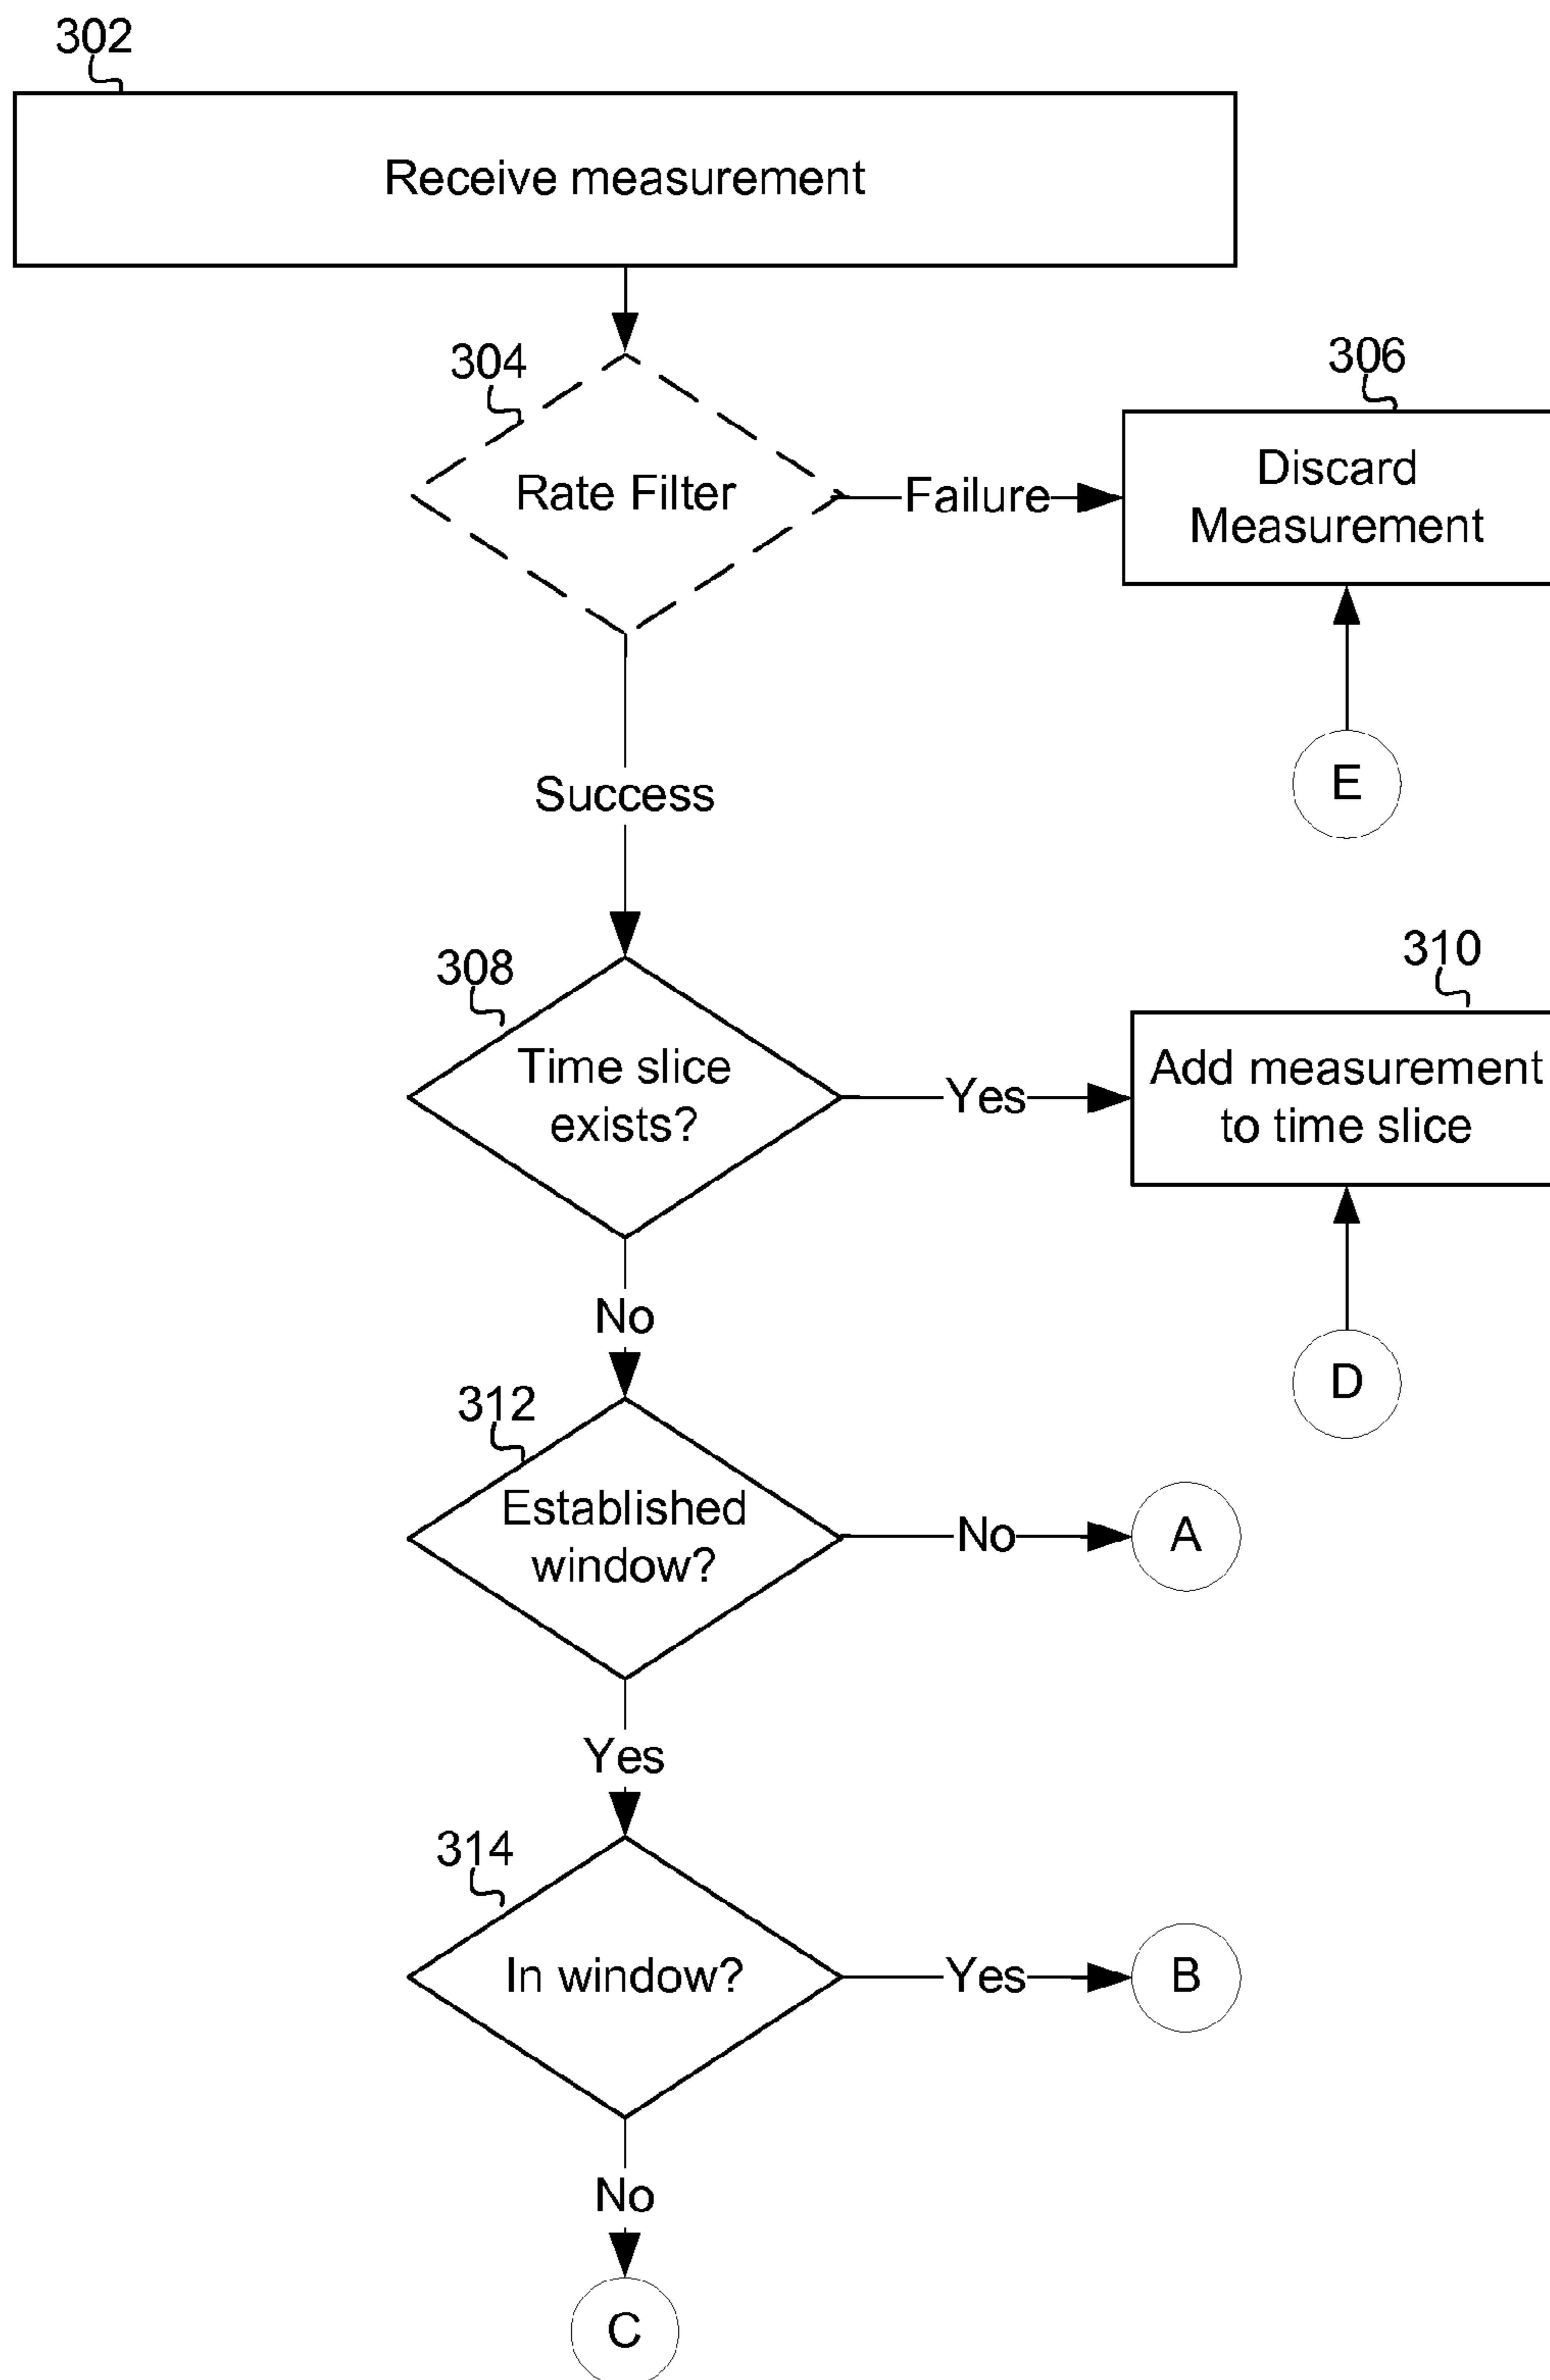 302
Receive measurement
304
Rate Filter
Failure
306
Discard
Measurement
E
Success
308
Time slice
exists?
Yes
310
Add measurement
to time slice
D
No
312
Established
window?
No
A
Yes
314
In window?
Yes
B
No
C